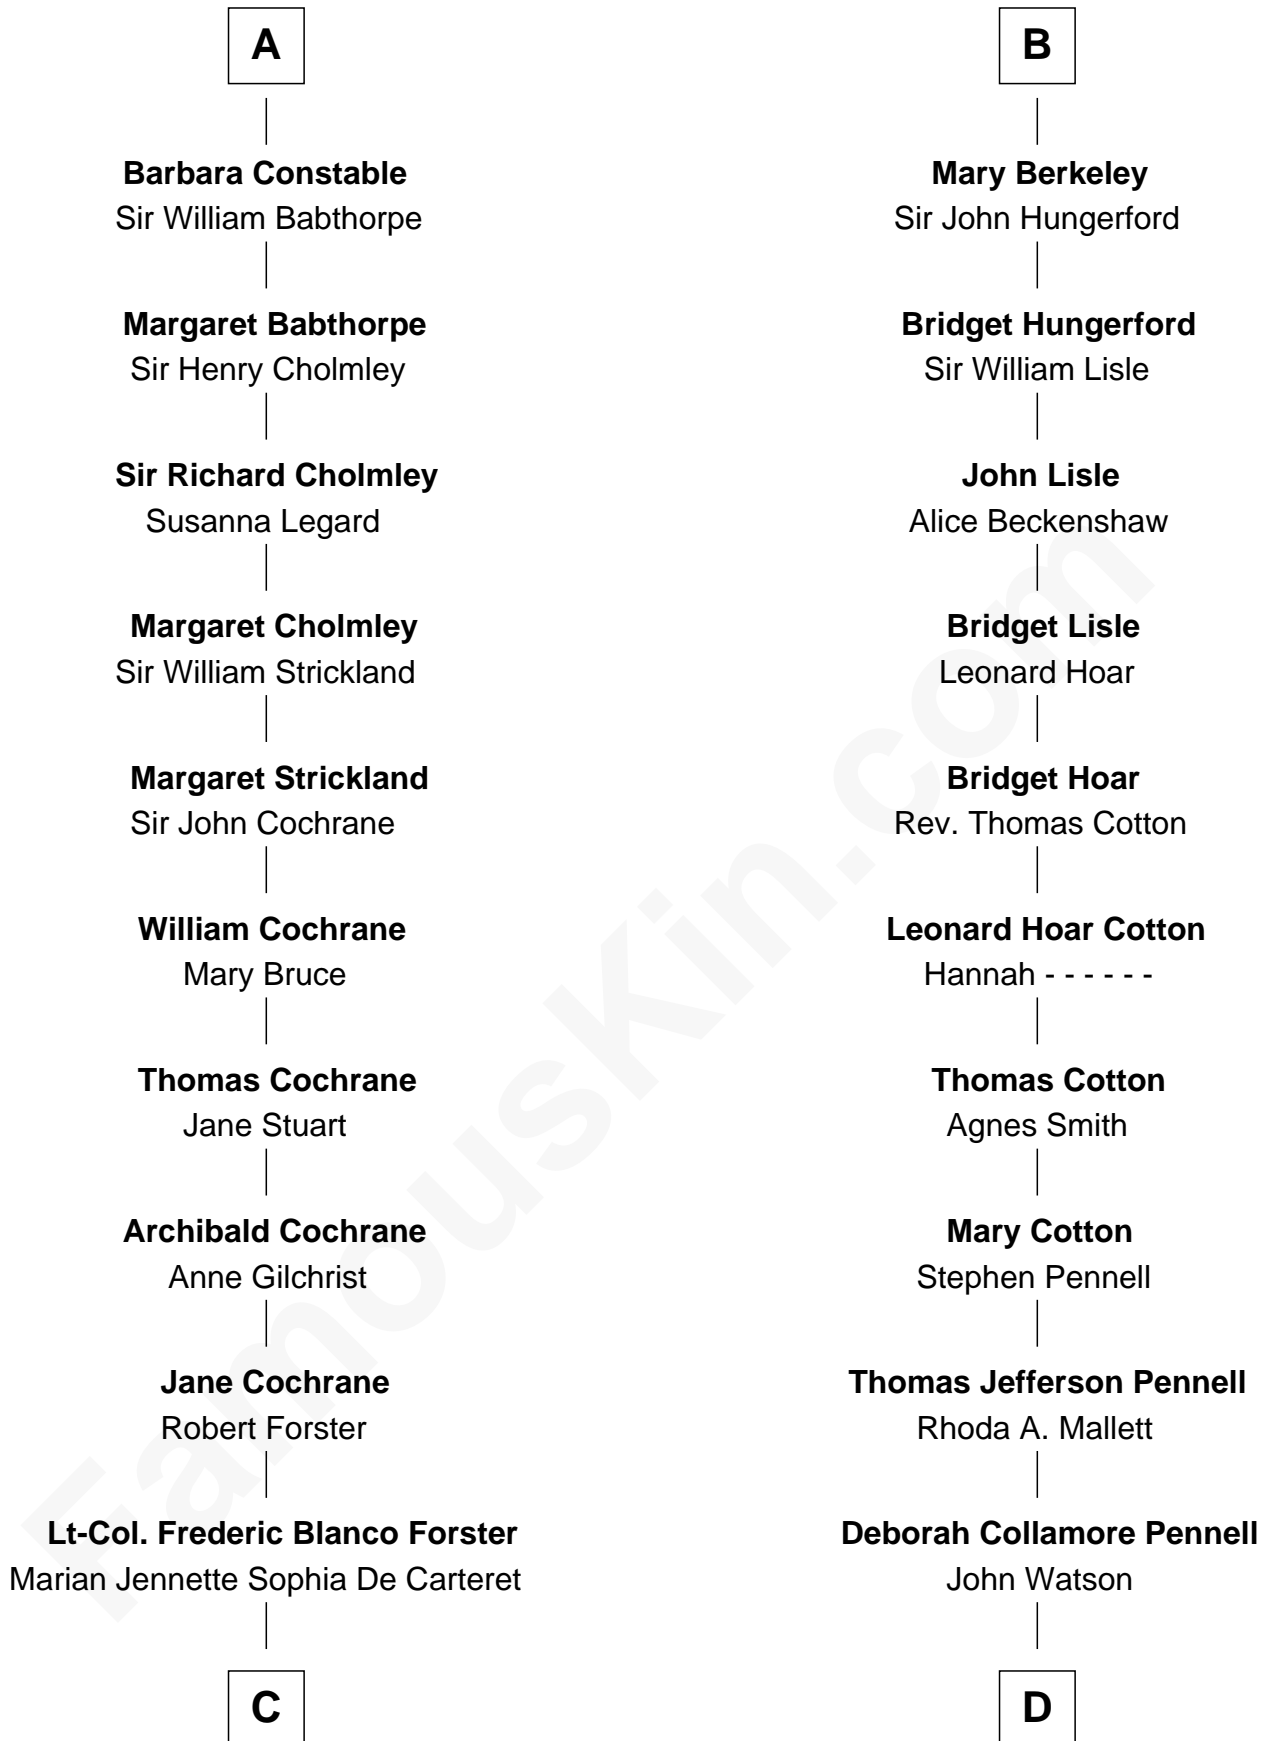 A
Barbara Constable
Sir William Babthorpe
Margaret Babthorpe
Sir Henry Cholmley
Sir Richard Cholmley
Susanna Legard
Margaret Cholmley
Sir William Strickland
Margaret Strickland
Sir John Cochrane
William Cochrane
Mary Bruce
Thomas Cochrane
Jane Stuart
Archibald Cochrane
Anne Gilchrist
Jane Cochrane
Robert Forster
Lt-Col. Frederic Blanco Forster
Marian Jennette Sophia De Carteret
C
B
Mary Berkeley
Sir John Hungerford
Bridget Hungerford
Sir William Lisle
John Lisle
Alice Beckenshaw
Bridget Lisle
Leonard Hoar
Bridget Hoar
Rev. Thomas Cotton
Leonard Hoar Cotton
Hannah - - - - - -
Thomas Cotton
Agnes Smith
Mary Cotton
Stephen Pennell
Thomas Jefferson Pennell
Rhoda A. Mallett
Deborah Collamore Pennell
John Watson
D
FamousKin.com